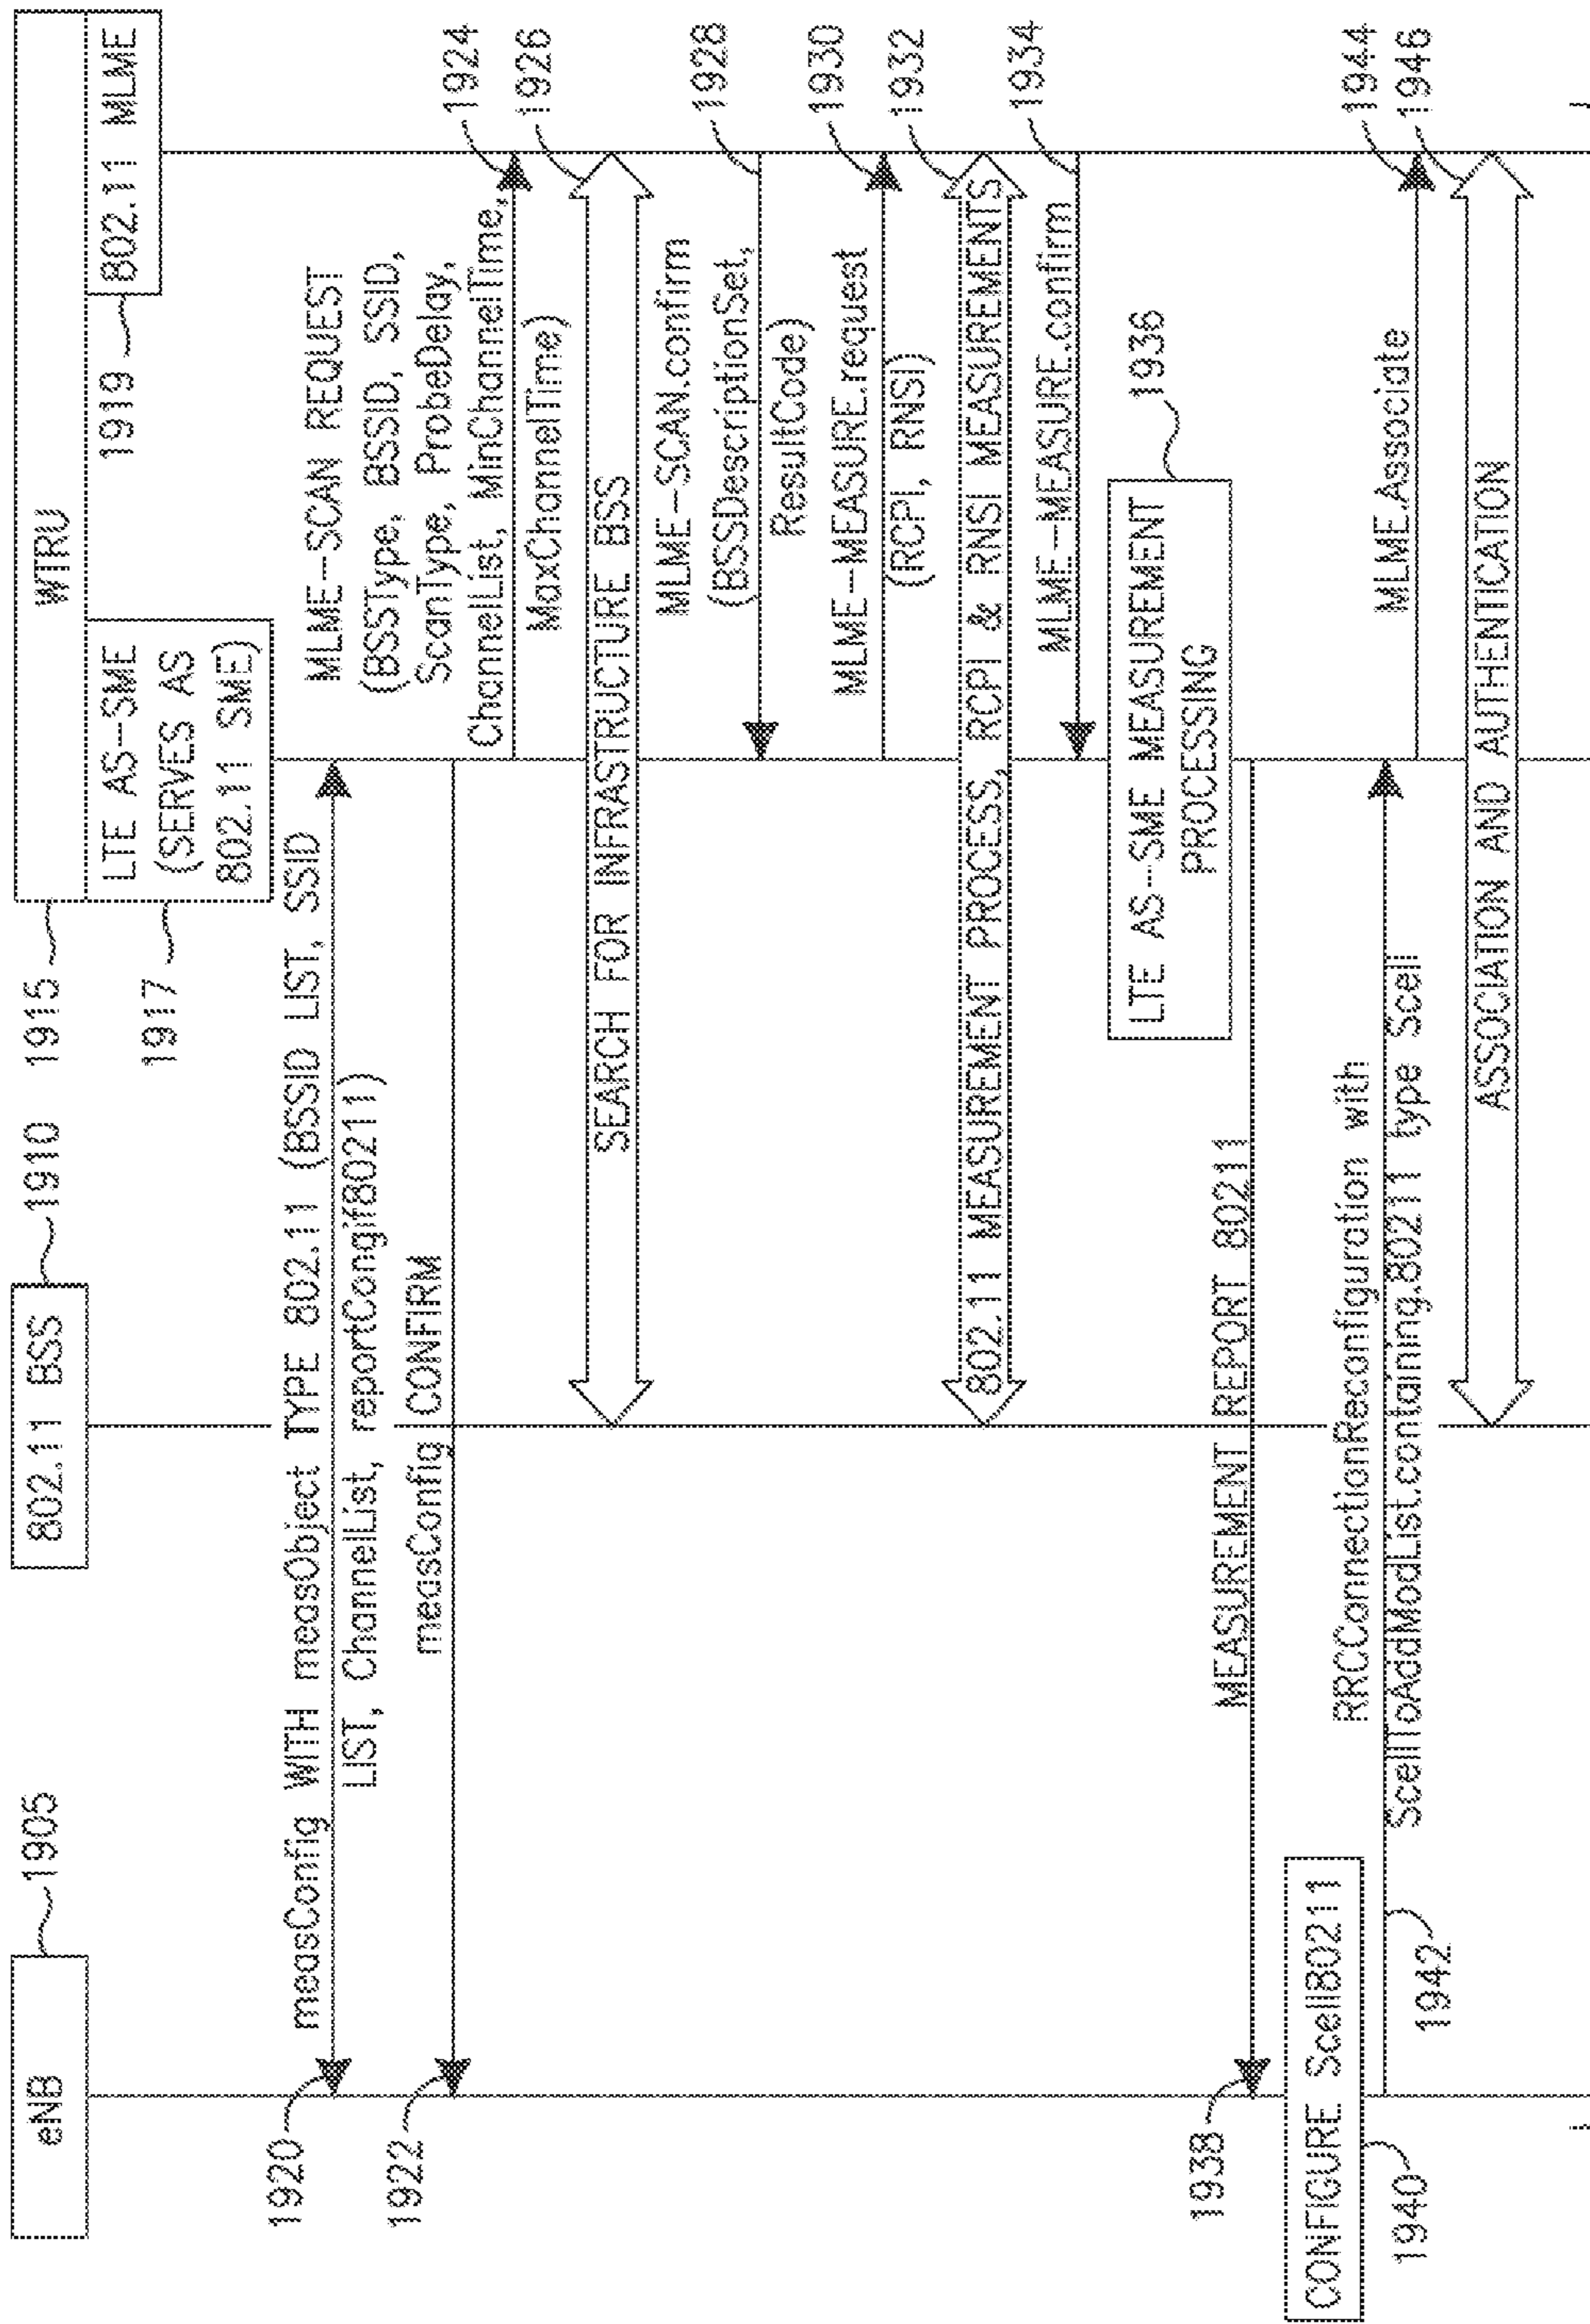 eNB
1905
802.11 BSS
1910
1915
WTRU
1917
LTE AS-SME
(SERVES AS
802.11 SME)
1919
802.11 MLME
1920
measConfig WITH measObject TYPE 802.11 (BSSID LIST, SSID
LIST, ChannelList, reportCongif80211)
1922
measConfig CONFIRM
MLME-SCAN REQUEST
(BSSType, BSSID, SSID,
ScanType, ProbeDelay,
ChannelList, MinChannelTime,
MaxChannelTime)
1924
SEARCH FOR INFRASTRUCTURE BSS
1926
MLME-SCAN.confirm
(BSSDescriptionSet,
ResultCode)
1928
MLME-MEASURE.request
(RCPI, RNSI)
1930
802.11 MEASUREMENT PROCESS, RCPI & RNSI MEASUREMENTS
1932
MLME-MEASURE.confirm
1934
LTE AS-SME MEASUREMENT
PROCESSING
1936
1938
MEASUREMENT REPORT 80211
CONFIGURE Scell80211
1940
RRCConnectionReconfiguration with
ScellToAddModList.containing.80211 type Scell
1942
MLME.Associate
1944
ASSOCIATION AND AUTHENTICATION
1946